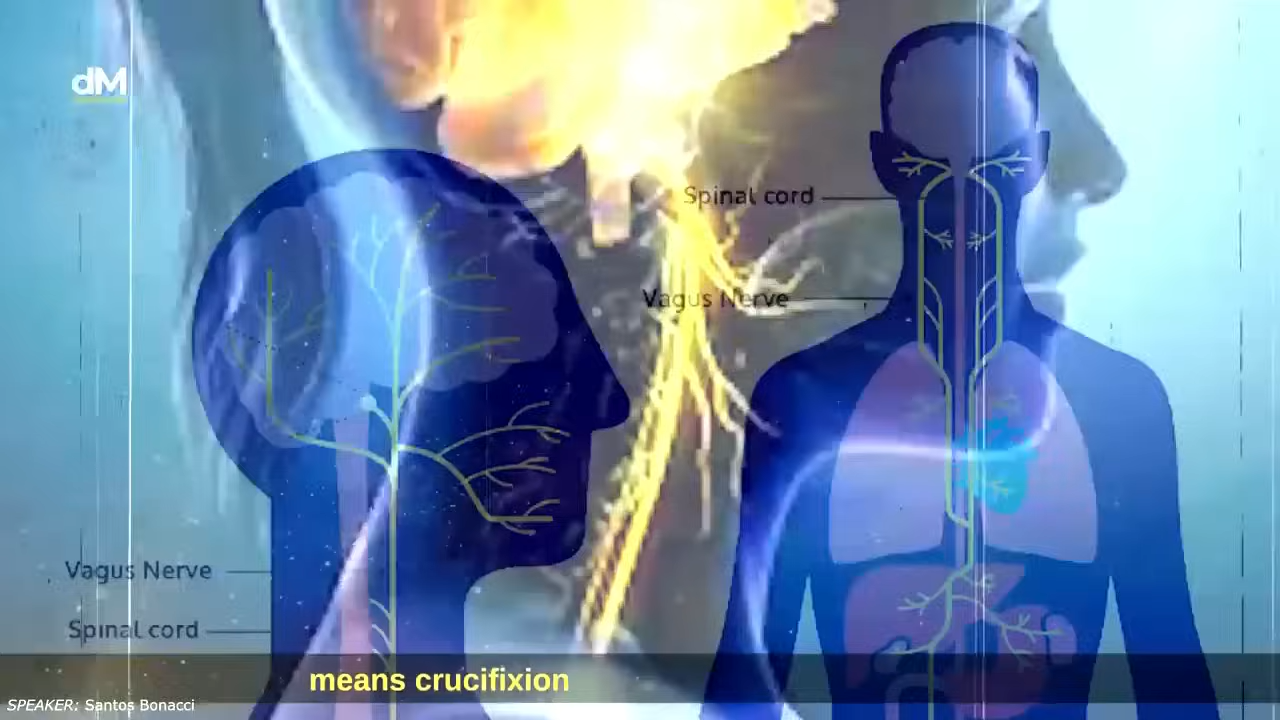 dM
Spinal cord
Vagus Nerve
Vagus Nerve
Spinal cord
means crucifixion
SPEAKER: Santos Bonacci